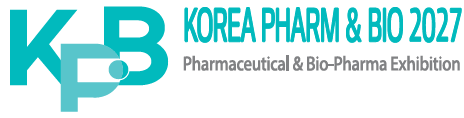 KPB
KOREA PHARM & BIO 2027
Pharmaceutical & Bio-Pharma Exhibition